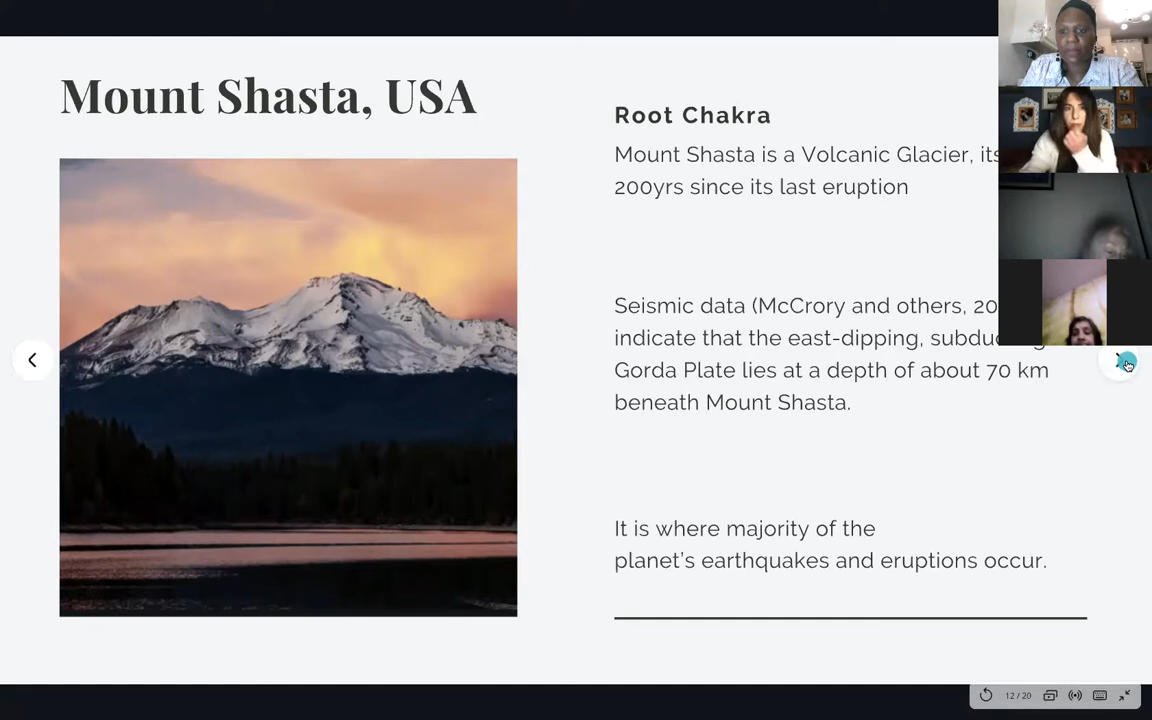 Mount Shasta, USA
Root Chakra
Mount Shasta is a Volcanic Glacier, its
200yrs since its last eruption
Seismic data (McCrory and others, 20
indicate that the east-dipping,
Gorda Plate lies at a depth of about 70 km
beneath Mount Shasta.
It is where majority of the
planet's earthquakes and eruptions occur.
12 / 20